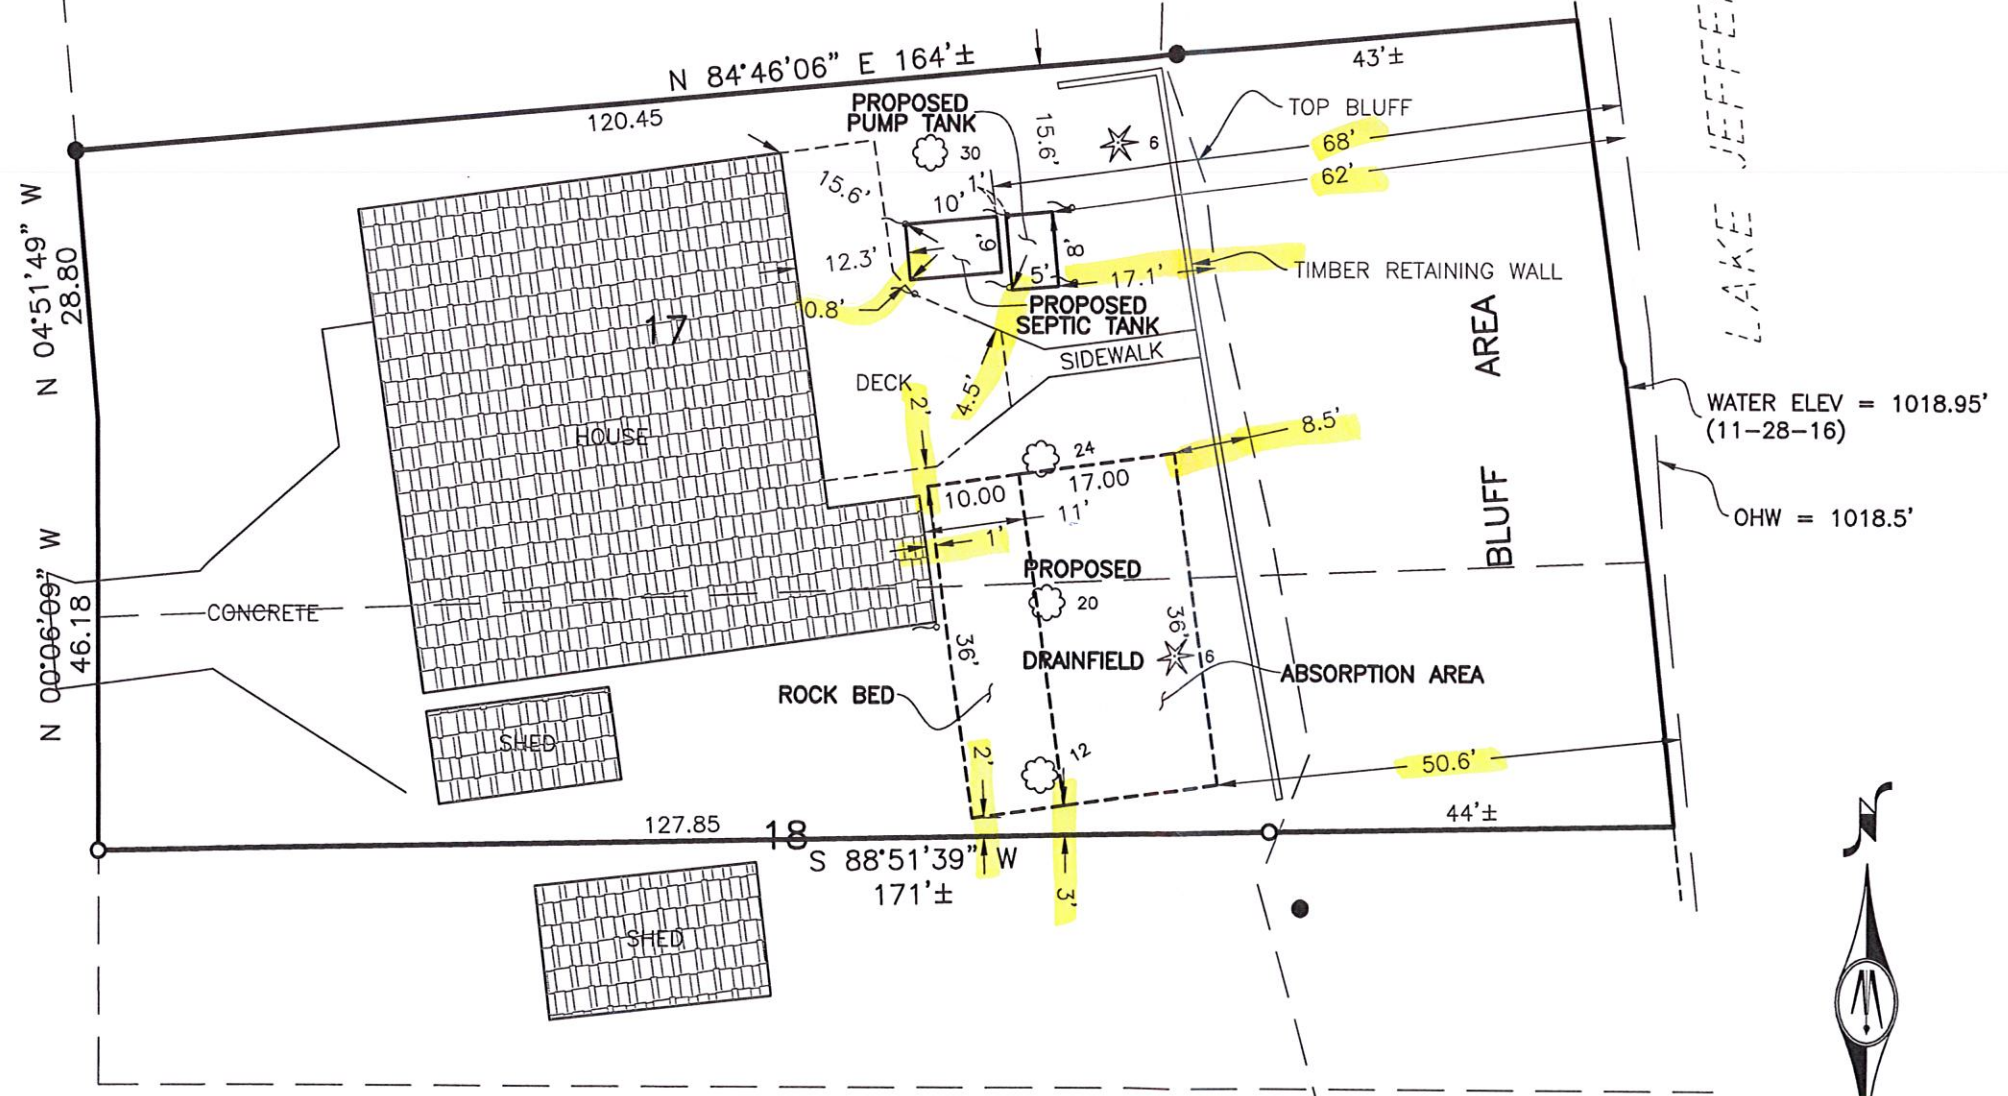 N 84°46'06" E 164'±
43'±
120.45
PROPOSED
PUMP TANK
30
15.6'
6
TOP BLUFF
68'
62'
15.6'
1'
10'
12.3'
6'
8'
5'
17.1'
TIMBER RETAINING WALL
0.8'
PROPOSED
SEPTIC TANK
SIDEWALK
4.5'
DECK
2'
N 04°51'49" W
28.80
17
HOUSE
BLUFF AREA
WATER ELEV = 1018.95'
(11-28-16)
OHW = 1018.5'
8.5'
24
10.00
17.00
11'
1'
PROPOSED
20
DRAINFIELD
6
36'
36'
ROCK BED
ABSORPTION AREA
CONCRETE
N 00°06'09" W
46.18
SHED
2'
12
50.6'
44'±
127.85
18
S 88°51'39" W
171'±
3'
SHED
N